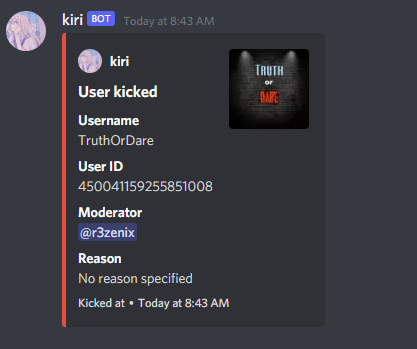 kiri BOT Today at 8:43 AM
kiri
User kicked
TRUTH
OR
DARE
Username
TruthOrDare
User ID
450041159255851008
Moderator
@r3zenix
Reason
No reason specified
Kicked at • Today at 8:43 AM